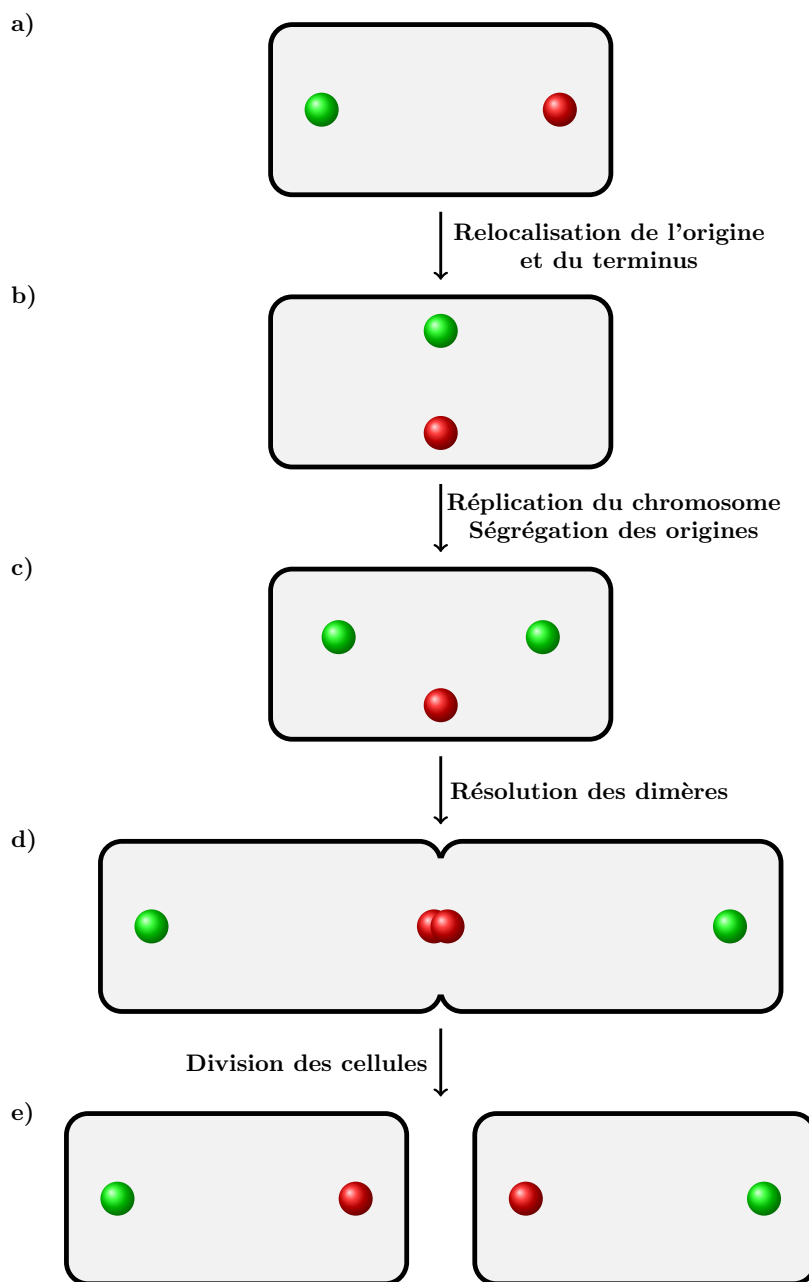 a)
Relocalisation de l'origine
et du terminus
b)
Réplication du chromosome
Ségrégation des origines
c)
Résolution des dimères
d)
Division des cellules
e)